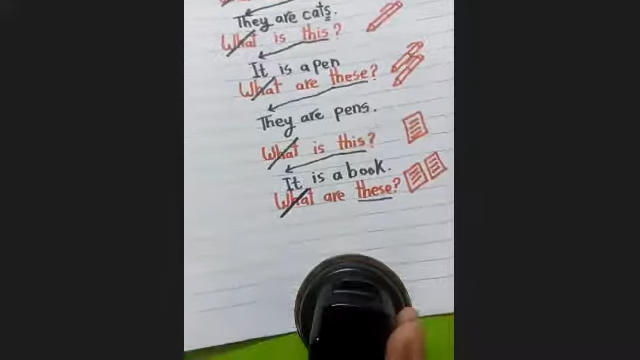 They are cats.
What is this?
It is a pen
What are these?
They are pens.
What is this?
It is a book.
What are these?